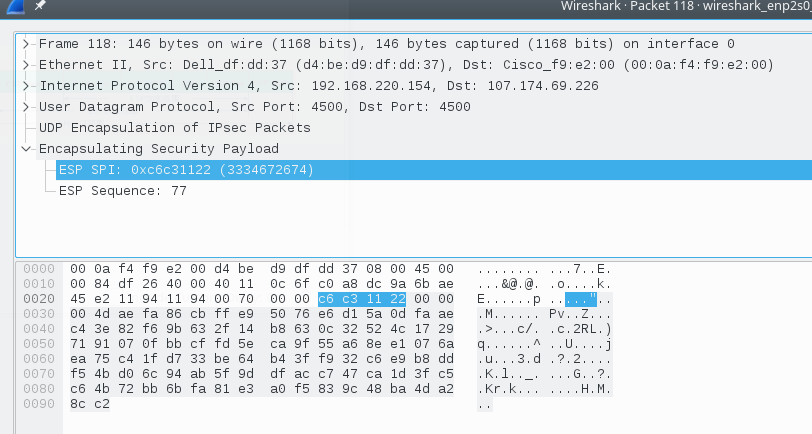 Wireshark · Packet 118 · wireshark_enp2s0
Frame 118: 146 bytes on wire (1168 bits), 146 bytes captured (1168 bits) on interface 0
Ethernet II, Src: Dell_df:dd:37 (d4:be:d9:df:dd:37), Dst: Cisco_f9:e2:00 (00:0a:f4:f9:e2:00)
Internet Protocol Version 4, Src: 192.168.220.154, Dst: 107.174.69.226
User Datagram Protocol, Src Port: 4500, Dst Port: 4500
UDP Encapsulation of IPsec Packets
Encapsulating Security Payload
ESP SPI: 0xc6c31122 (3334672674)
ESP Sequence: 77
0000 00 0a f4 f9 e2 00 d4 be d9 df dd 37 08 00 45 00 ........ ...7..E.
0010 00 84 df 26 40 00 40 11 0c 6f c0 a8 dc 9a 6b ae ...&@.@. .o....k.
0020 45 e2 11 94 11 94 00 70 00 00 c6 c3 11 22 00 00 E......p ....."..
0030 00 4d ae fa 86 cb ff e9 50 76 e6 d1 5a 0d fa ae .M...... Pv..Z...
0040 c4 3e 82 f6 9b 63 2f 14 b8 63 0c 32 52 4c 17 29 .>...c/. .c.2RL.)
0050 71 91 07 0f bb cf fd 5e ca 9f 55 a6 8e e1 07 6a q......^ ..U....j
0060 ea 75 c4 1f d7 33 be 64 b4 3f f9 32 c6 e9 b8 dd .u...3.d .?.2....
0070 f5 4b d0 6c 94 ab 5f 9d df ac c7 47 ca 1d 3f c5 .K.l.._. ...G..?.
0080 c6 4b 72 bb 6b fa 81 e3 a0 f5 83 9c 48 ba 4d a2 .Kr.k... ....H.M.
0090 8c c2 ..